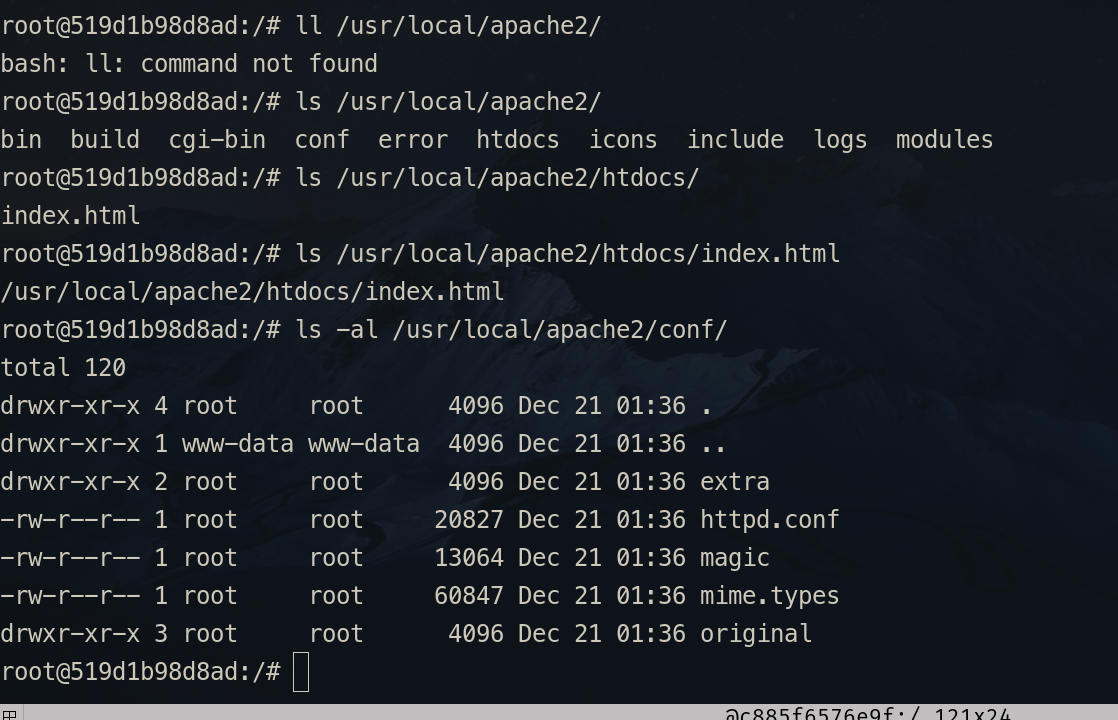 root@519d1b98d8ad:/# ll /usr/local/apache2/
bash: ll: command not found
root@519d1b98d8ad:/# ls /usr/local/apache2/
bin  build  cgi-bin  conf  error  htdocs  icons  include  logs  modules
root@519d1b98d8ad:/# ls /usr/local/apache2/htdocs/
index.html
root@519d1b98d8ad:/# ls /usr/local/apache2/htdocs/index.html
/usr/local/apache2/htdocs/index.html
root@519d1b98d8ad:/# ls -al /usr/local/apache2/conf/
total 120
drwxr-xr-x 4 root     root      4096 Dec 21 01:36 .
drwxr-xr-x 1 www-data www-data  4096 Dec 21 01:36 ..
drwxr-xr-x 2 root     root      4096 Dec 21 01:36 extra
-rw-r--r-- 1 root     root     20827 Dec 21 01:36 httpd.conf
-rw-r--r-- 1 root     root     13064 Dec 21 01:36 magic
-rw-r--r-- 1 root     root     60847 Dec 21 01:36 mime.types
drwxr-xr-x 3 root     root      4096 Dec 21 01:36 original
root@519d1b98d8ad:/#
@c885f6576e9f:/ 121x24